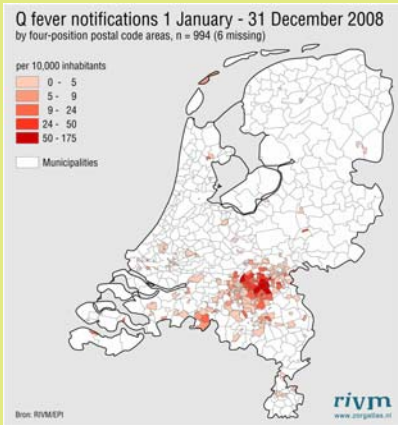 Q fever notifications 1 January - 31 December 2008
by four-position postal code areas, n = 994 (6 missing)
per 10,000 inhabitants
0 - 5
5 - 9
9 - 24
24 - 50
50 - 175
Municipalities
Bron: RIVM/EPI
rivm
www.zorgatlas.nl